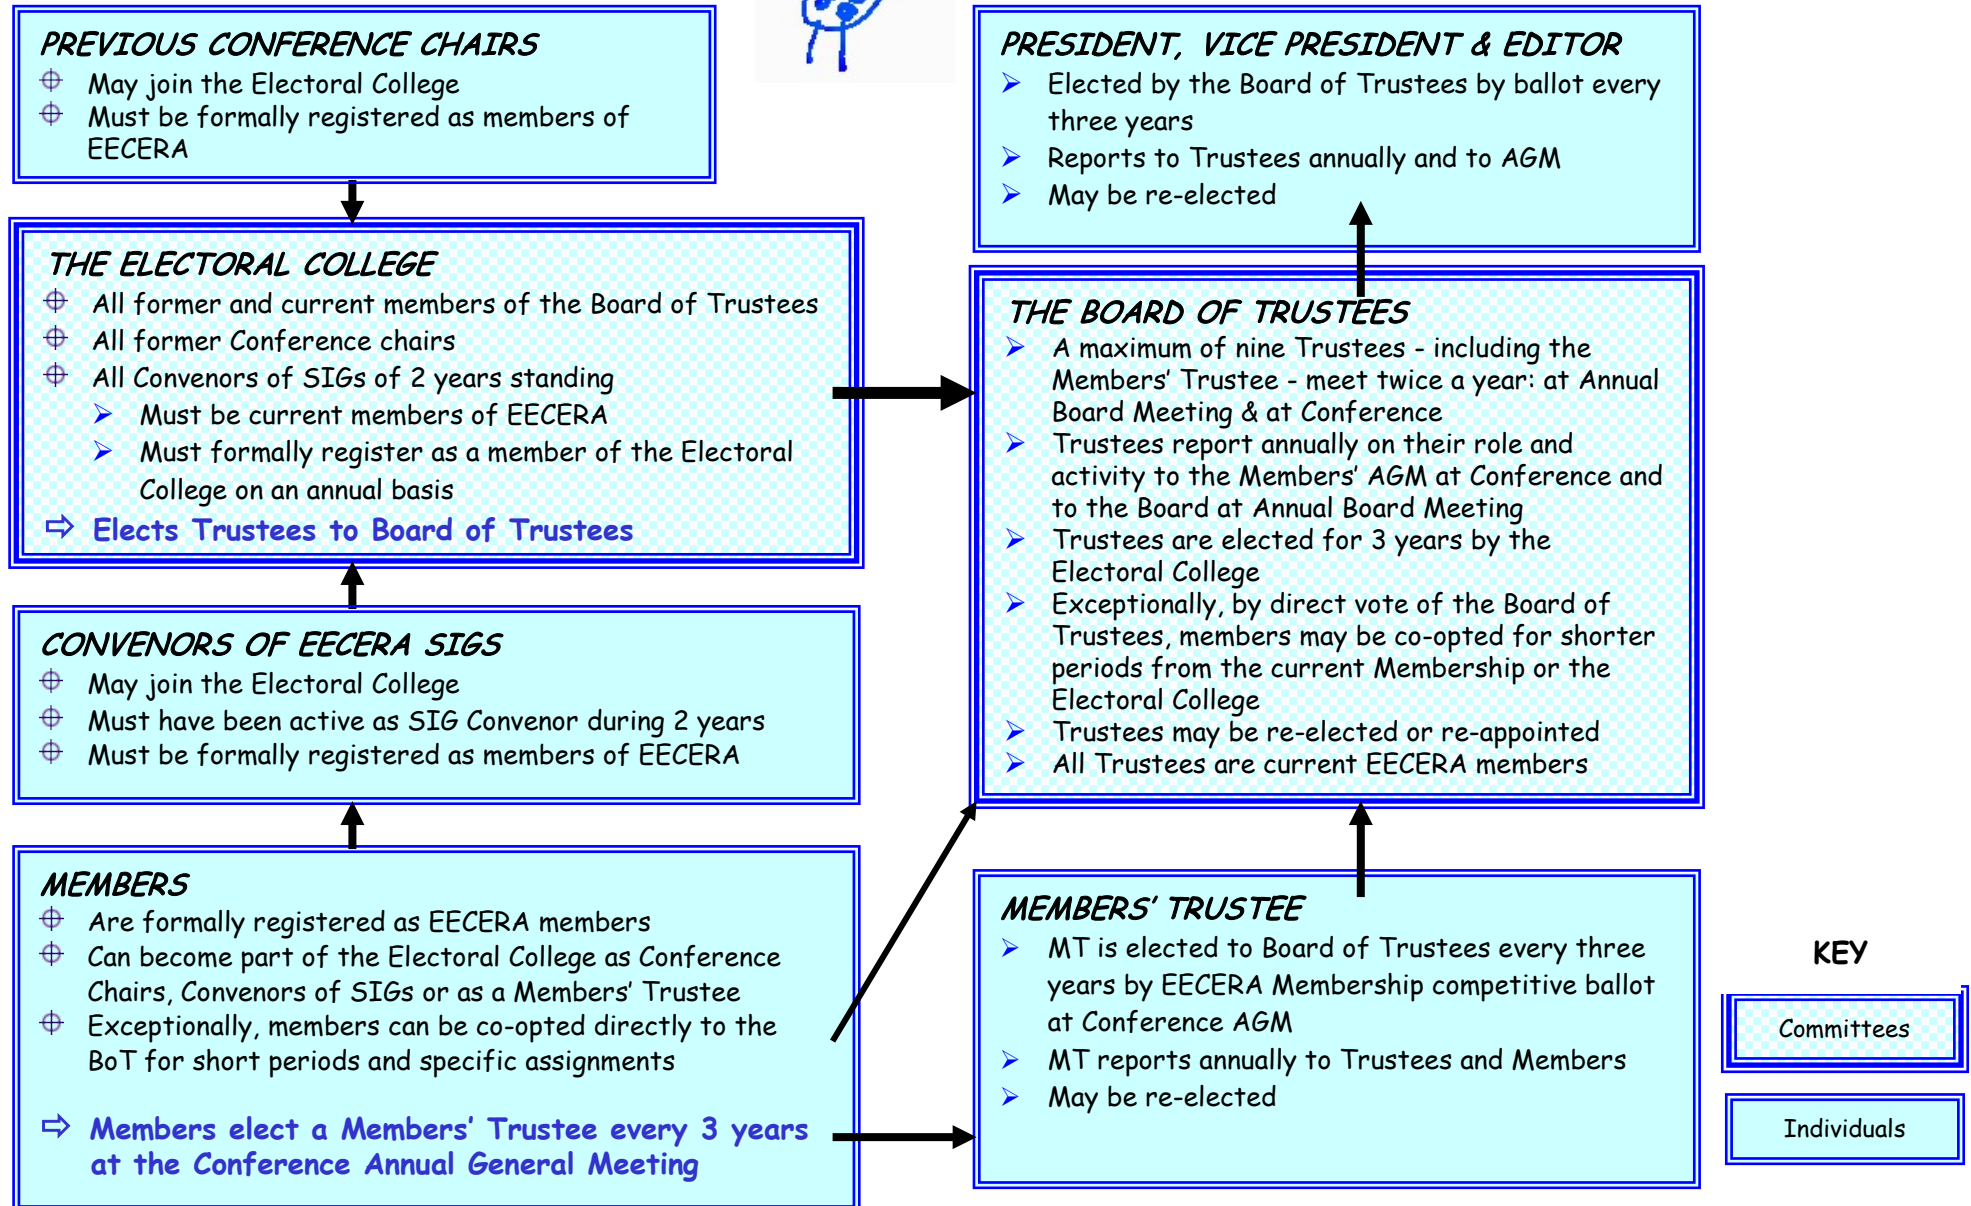 PREVIOUS CONFERENCE CHAIRS
May join the Electoral College
Must be formally registered as members of
EECERA
THE ELECTORAL COLLEGE
All former and current members of the Board of Trustees
All former Conference chairs
All Convenors of SIGs of 2 years standing
Must be current members of EECERA
Must formally register as a member of the Electoral
College on an annual basis
Elects Trustees to Board of Trustees
CONVENORS OF EECERA SIGS
May join the Electoral College
Must have been active as SIG Convenor during 2 years
Must be formally registered as members of EECERA
MEMBERS
Are formally registered as EECERA members
Can become part of the Electoral College as Conference
Chairs, Convenors of SIGs or as a Members' Trustee
Exceptionally, members can be co-opted directly to the
BoT for short periods and specific assignments
Members elect a Members' Trustee every 3 years
at the Conference Annual General Meeting
PRESIDENT, VICE PRESIDENT & EDITOR
Elected by the Board of Trustees by ballot every
three years
Reports to Trustees annually and to AGM
May be re-elected
THE BOARD OF TRUSTEES
A maximum of nine Trustees - including the
Members' Trustee - meet twice a year: at Annual
Board Meeting & at Conference
Trustees report annually on their role and
activity to the Members' AGM at Conference and
to the Board at Annual Board Meeting
Trustees are elected for 3 years by the
Electoral College
Exceptionally, by direct vote of the Board of
Trustees, members may be co-opted for shorter
periods from the current Membership or the
Electoral College
Trustees may be re-elected or re-appointed
All Trustees are current EECERA members
MEMBERS' TRUSTEE
MT is elected to Board of Trustees every three
years by EECERA Membership competitive ballot
at Conference AGM
MT reports annually to Trustees and Members
May be re-elected
KEY
Committees
Individuals